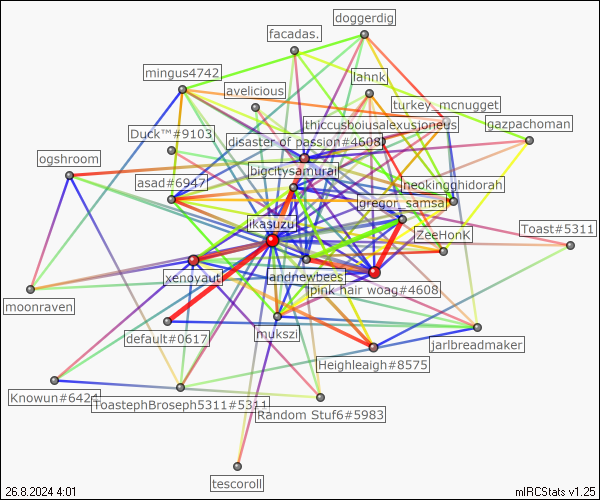 doggerdig
facadas.
mingus4742
lahnk
avelicious
turkey_mcnugget
thiccusboiusalexusjoneus
gazpachoman
Duck™#9103
disaster of passion#4608
ogshroom
bigcitysamurai
asad#6947
neokingghidorah
gregor_samsa
ikasuzu
Toast#5311
ZeeHonk
xenoyaut
andnewbees
pink hair woag#4608
moonraven
default#0617
mukszi
jarlbreadmaker
Heighleaigh#8575
Knowun#6424
ToastephBroseph5311#5311
Random Stuf6#5983
tescoroll
26.8.2024 4:01
mIRCStats v1.25